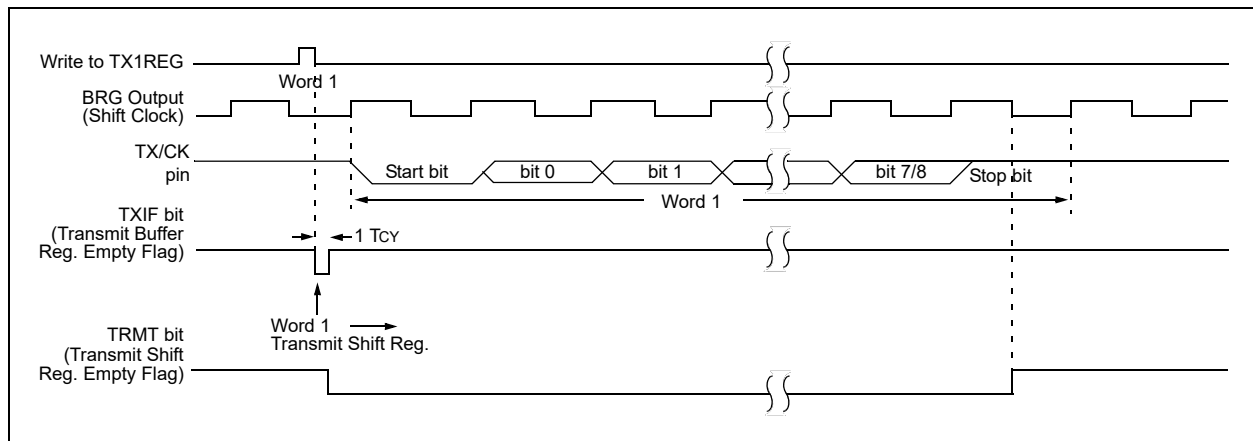 Write to TX1REG
Word 1
BRG Output
(Shift Clock)
TX/CK
pin
Start bit
bit 0
bit 1
bit 7/8
Stop bit
Word 1
TXIF bit
(Transmit Buffer
Reg. Empty Flag)
1 TCY
Word 1
Transmit Shift Reg.
TRMT bit
(Transmit Shift
Reg. Empty Flag)